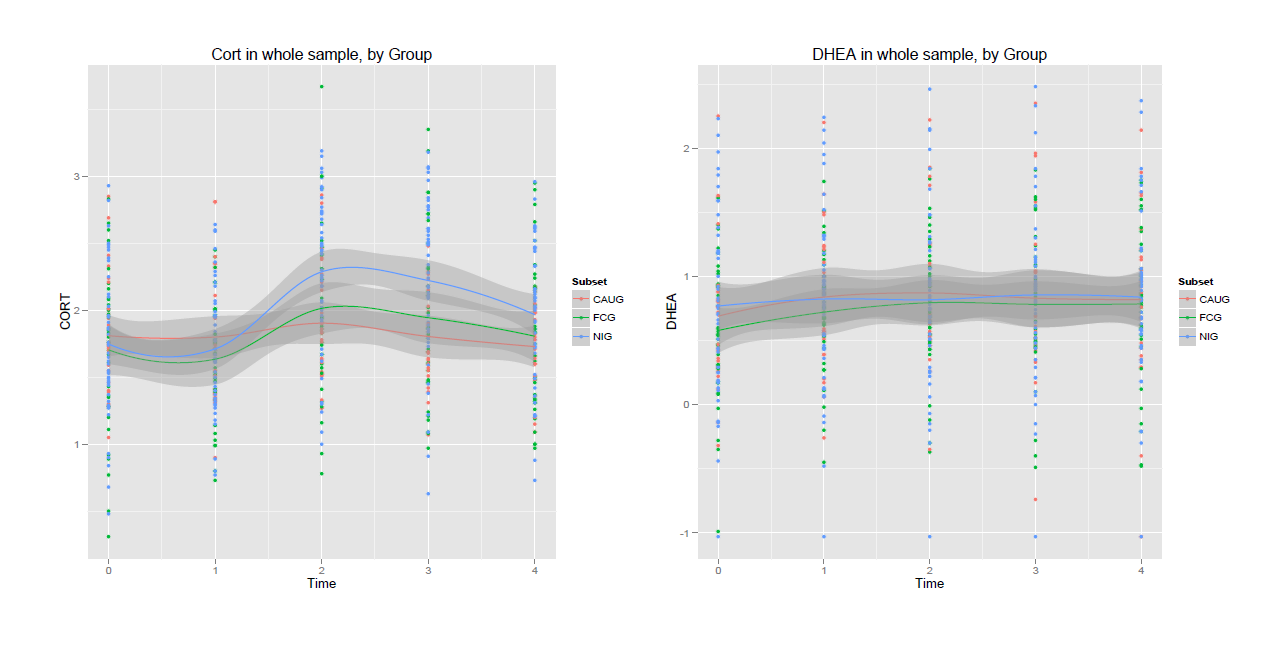 Cort in whole sample, by Group
CORT
3
2
1
0 1 2 3 4
Time
Subset
CAUG
FCG
NIG
DHEA in whole sample, by Group
DHEA
2
1
0
-1
0 1 2 3 4
Time
Subset
CAUG
FCG
NIG